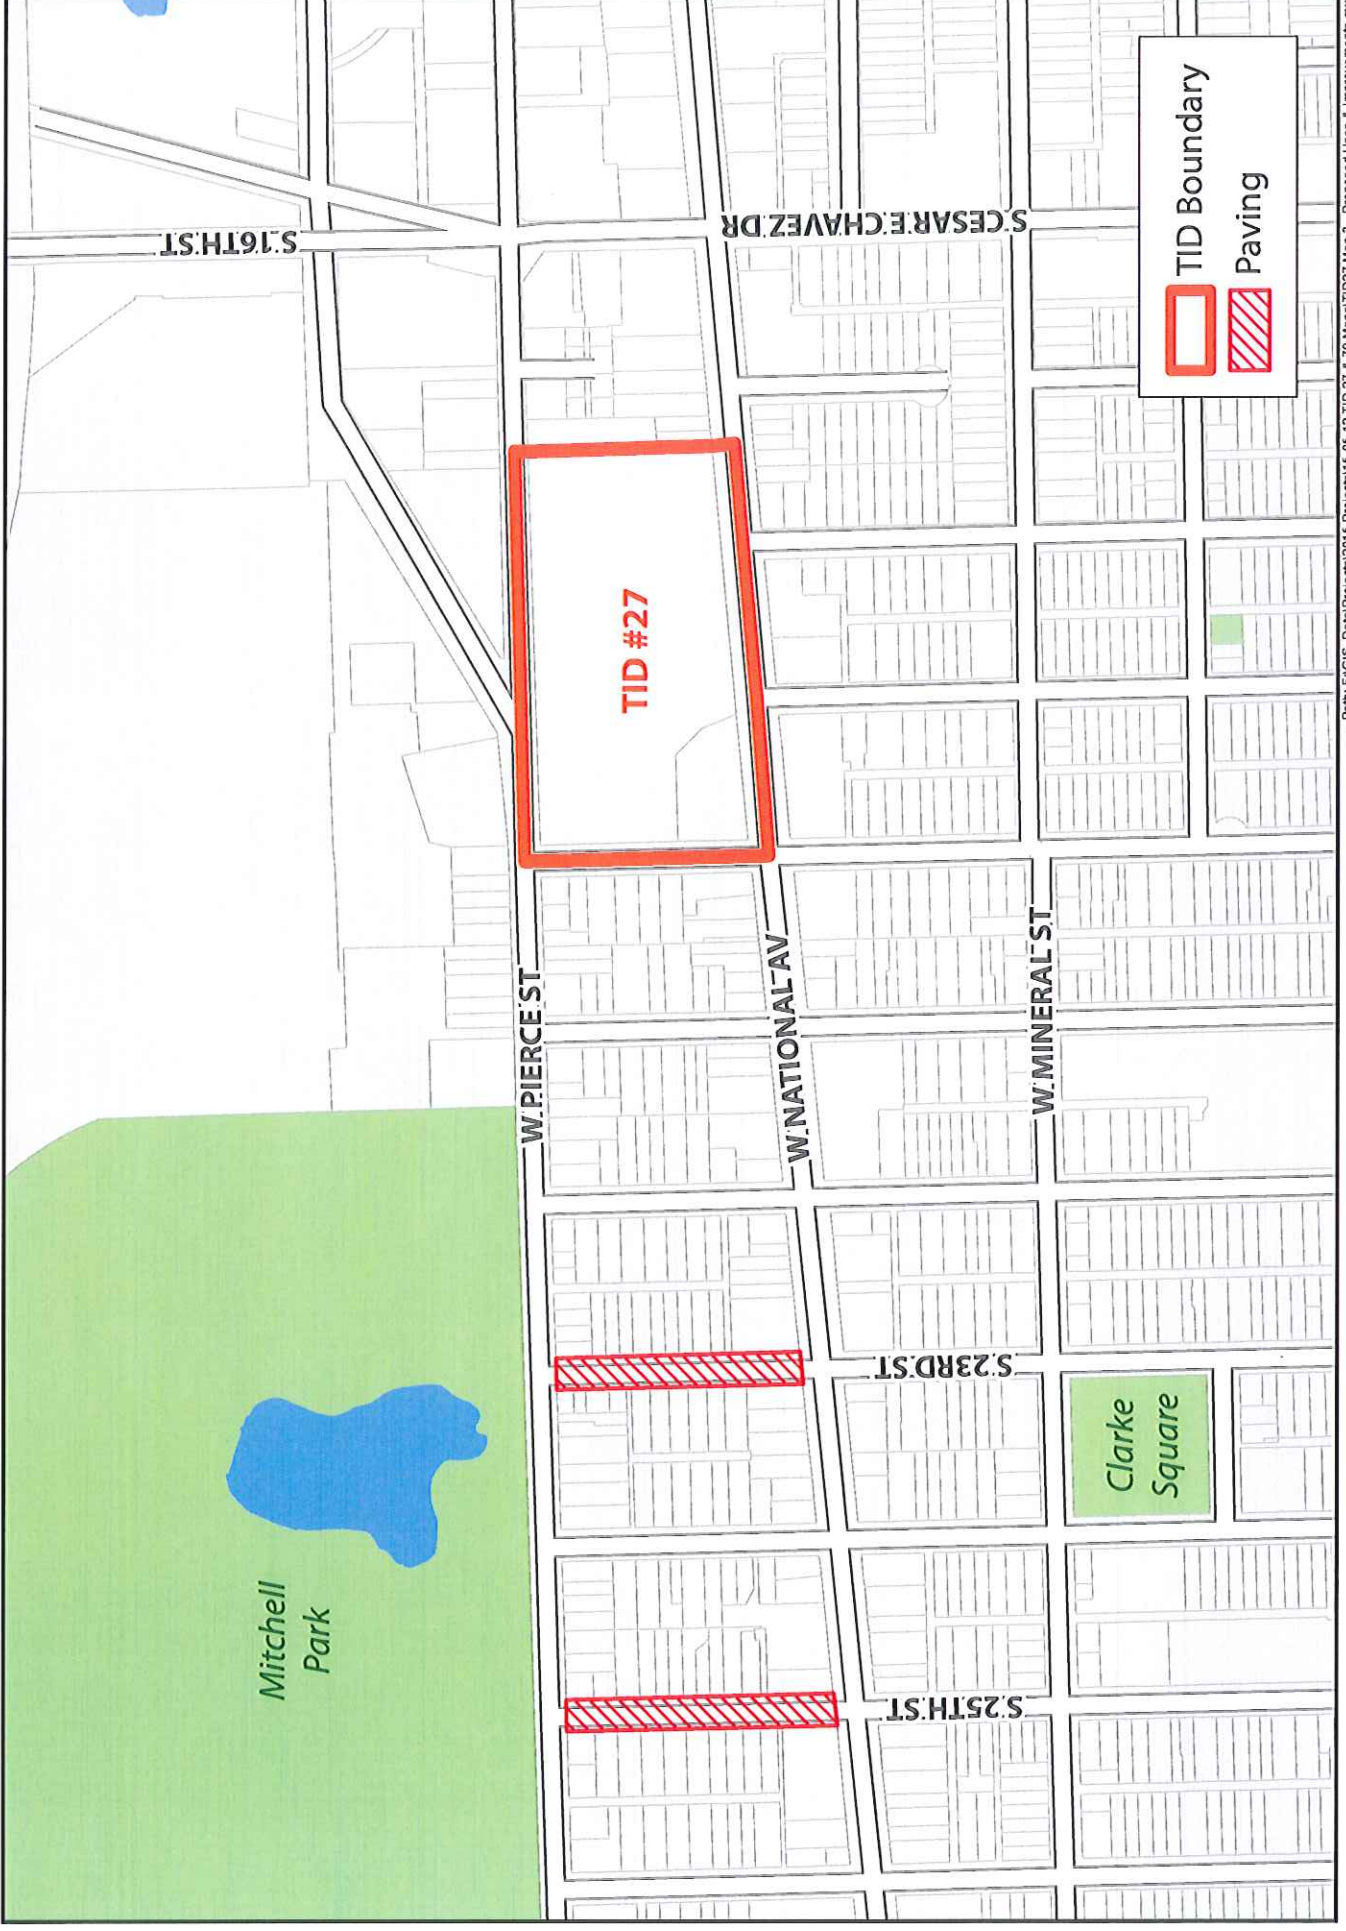 S 16TH ST
S CESAR E CHAVEZ DR
TID #27
W PIERCE ST
W NATIONAL AV
W MINERAL ST
Mitchell
Park
S 23RD ST
S 25TH ST
Clarke
Square
TID Boundary
Paving